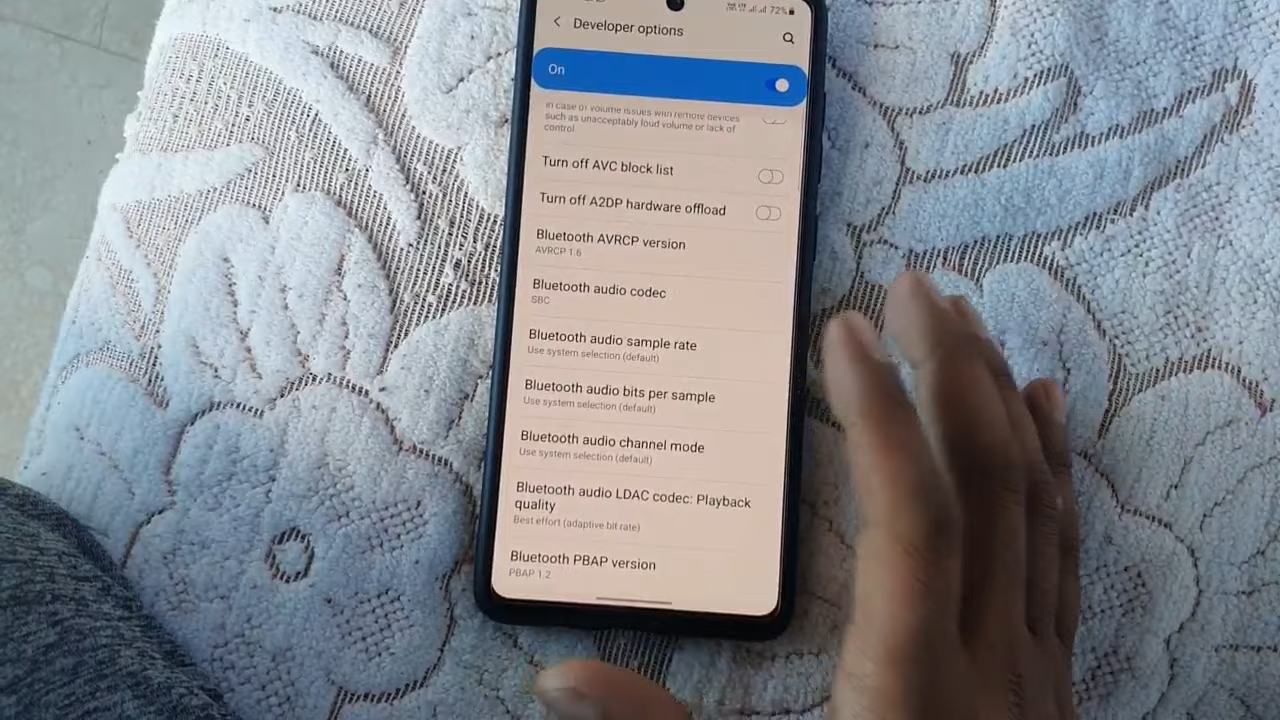 72%
Developer options
On
in case of volume issues with remote devices
such as unacceptably loud volume or lack of
control
Turn off AVC block list
Turn off A2DP hardware offload
Bluetooth AVRCP version
AVRCP 1.6
Bluetooth audio codec
SBC
Bluetooth audio sample rate
Use system selection (default)
Bluetooth audio bits per sample
Use system selection (default)
Bluetooth audio channel mode
Use system selection (default)
Bluetooth audio LDAC codec: Playback
quality
Best effort (adaptive bit rate)
Bluetooth PBAP version
PBAP 1.2